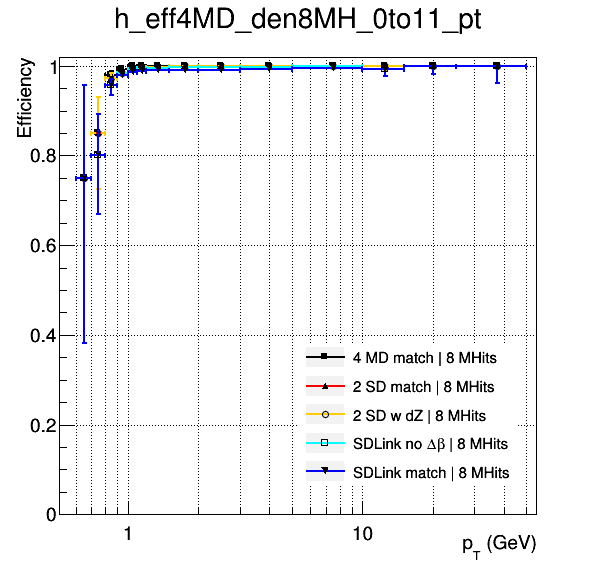 h_eff4MD_den8MH_0to11_pt
Efficiency
1
0.8
0.6
0.4
0.2
0
4 MD match | 8 MHits
2 SD match | 8 MHits
2 SD w dZ | 8 MHits
SDLink no Δβ | 8 MHits
SDLink match | 8 MHits
1
10
p_T (GeV)